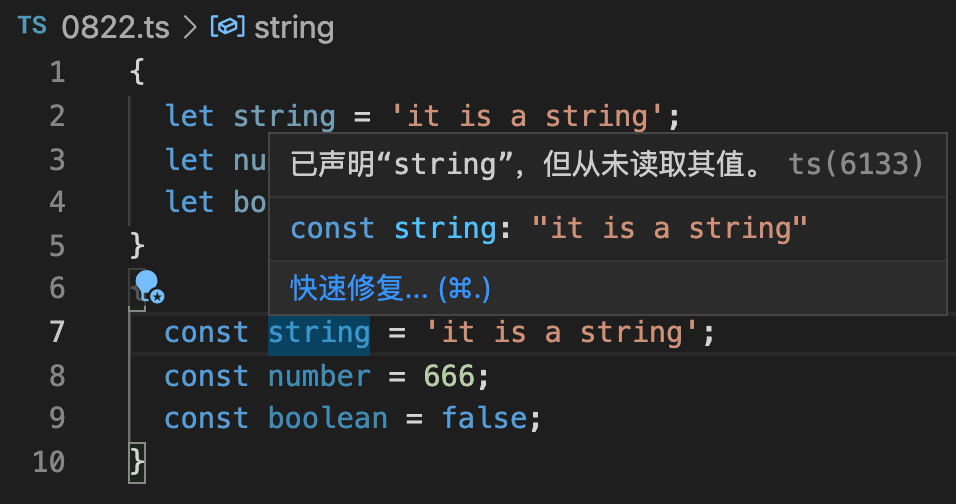 TS 0822.ts > string
1 {
2 let string = 'it is a string';
3 let nu
已声明“string”，但从未读取其值。 ts(6133)
4 let bo
const string: "it is a string"
5 }
6 {
快速修复... (⌘.)
7 const string = 'it is a string';
8 const number = 666;
9 const boolean = false;
10 }